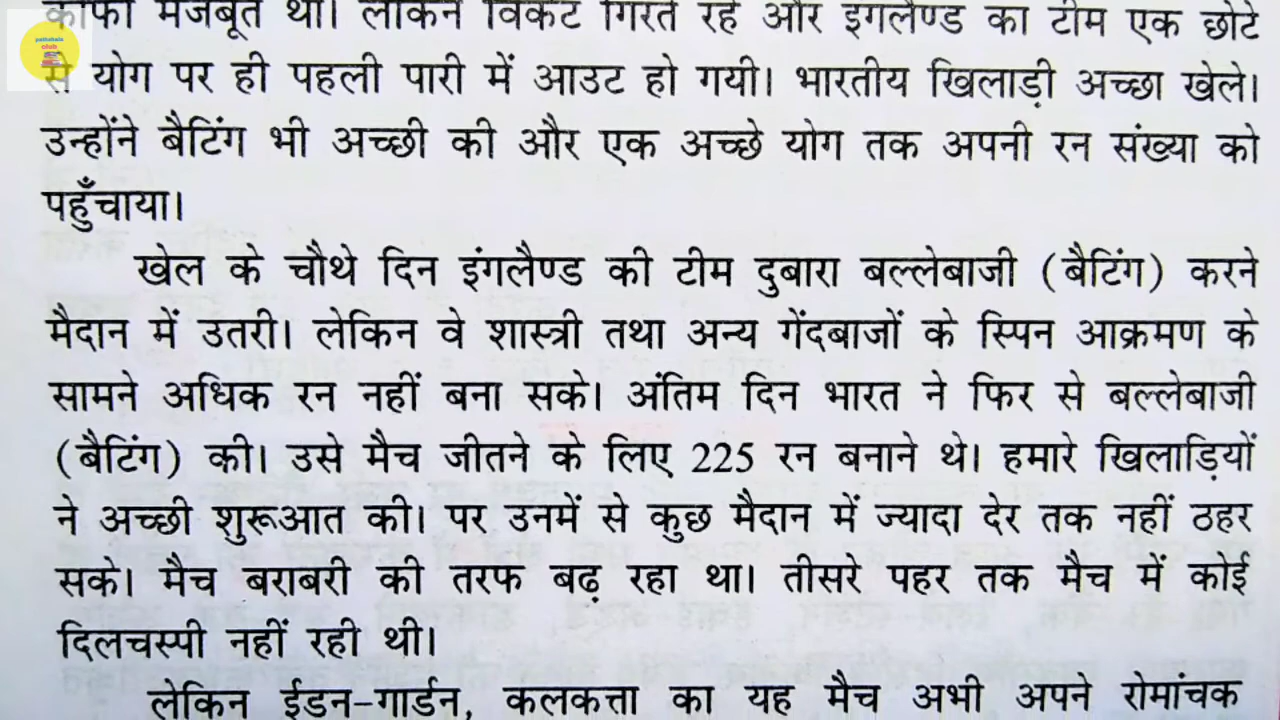 pathshala
club
काफी मजबूत थी। लेकिन विकेट गिरते रहे और इंगलैण्ड की टीम एक छोटे
से योग पर ही पहली पारी में आउट हो गयी। भारतीय खिलाड़ी अच्छा खेले।
उन्होंने बैटिंग भी अच्छी की और एक अच्छे योग तक अपनी रन संख्या को
पहुँचाया।
खेल के चौथे दिन इंगलैण्ड की टीम दुबारा बल्लेबाजी (बैटिंग) करने
मैदान में उतरी। लेकिन वे शास्त्री तथा अन्य गेंदबाजों के स्पिन आक्रमण के
सामने अधिक रन नहीं बना सके। अंतिम दिन भारत ने फिर से बल्लेबाजी
(बैटिंग) की। उसे मैच जीतने के लिए 225 रन बनाने थे। हमारे खिलाड़ियों
ने अच्छी शुरूआत की। पर उनमें से कुछ मैदान में ज्यादा देर तक नहीं ठहर
सके। मैच बराबरी की तरफ बढ़ रहा था। तीसरे पहर तक मैच में कोई
दिलचस्पी नहीं रही थी।
लेकिन ईडन-गार्डन, कलकत्ता का यह मैच अभी अपने रोमांचक